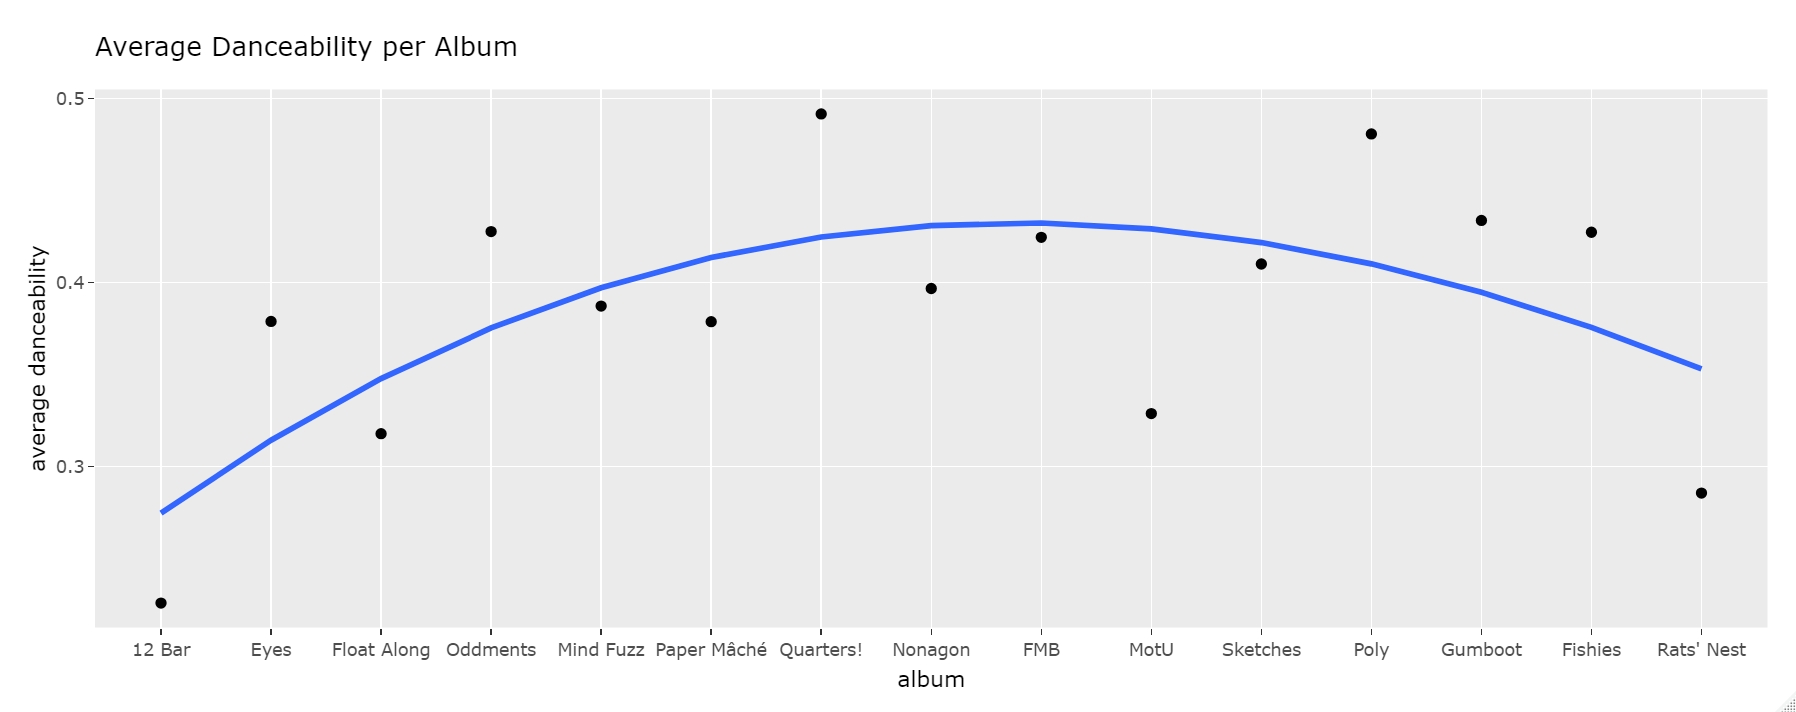 Average Danceability per Album
0.5
0.4
0.3
average danceability
12 Bar Eyes Float Along Oddments Mind Fuzz Paper Mâché Quarters! Nonagon FMB MotU Sketches Poly Gumboot Fishies Rats' Nest
album